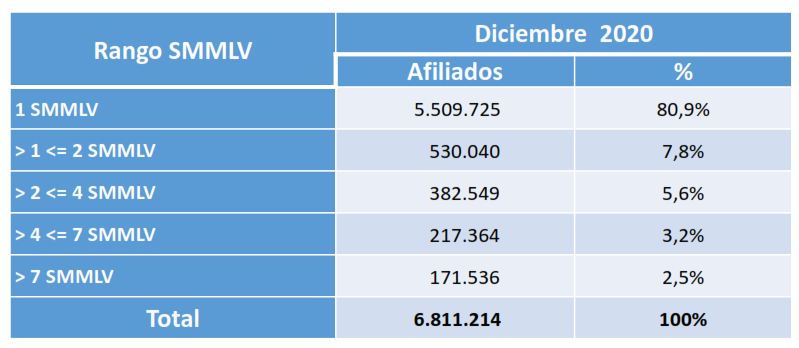 Rango SMMLV
Diciembre 2020
Afiliados %
1 SMMLV 5.509.725 80,9%
> 1 <= 2 SMMLV 530.040 7,8%
> 2 <= 4 SMMLV 382.549 5,6%
> 4 <= 7 SMMLV 217.364 3,2%
> 7 SMMLV 171.536 2,5%
Total 6.811.214 100%